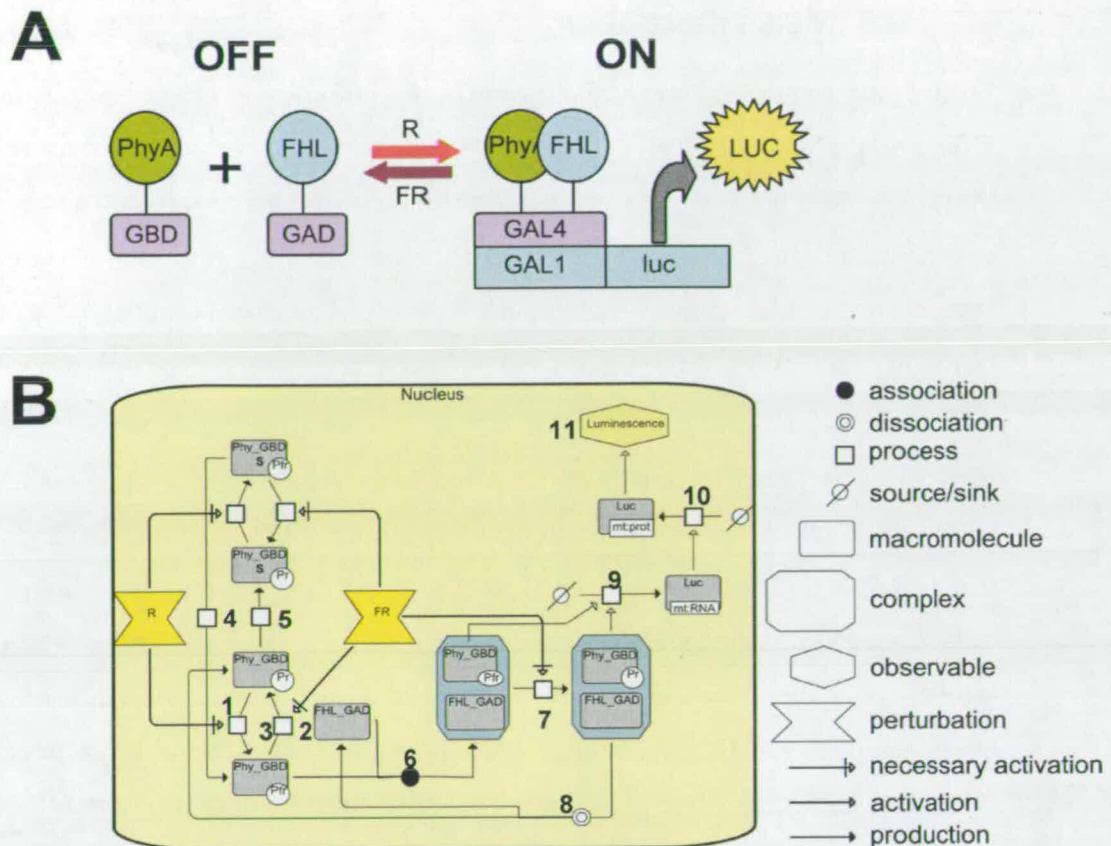 A
OFF
ON
PhyA
+
FHL
R
FR
PhyA
FHL
LUC
GBD
GAD
GAL4
GAL1
luc
B
Nucleus
11
Luminescence
Phy_GBD
S
Pfr
Luc
mt:prot
10
Phy_GBD
S
Pr
R
4
5
FR
9
Luc
mt:RNA
Phy_GBD
Pr
Phy_GBD
Pfr
FHL_GAD
Phy_GBD
Pr
FHL_GAD
7
1
3
2
FHL_GAD
Phy_GBD
Pfr
6
8
association
dissociation
process
source/sink
macromolecule
complex
observable
perturbation
necessary activation
activation
production